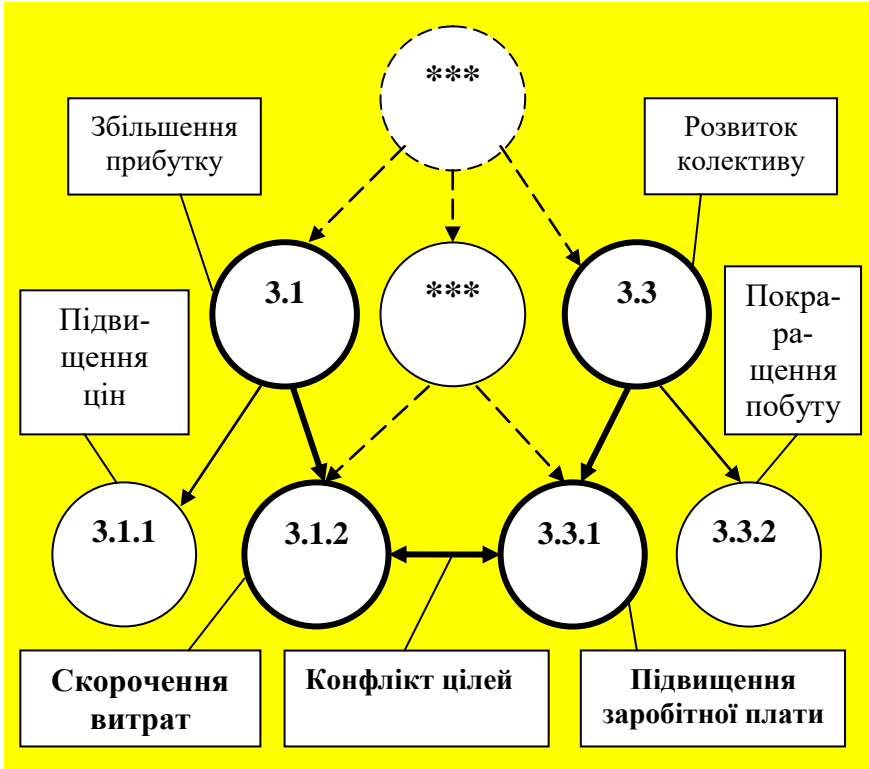 ***
Збільшення
прибутку
Розвиток
колективу
3.1
***
3.3
Підви-
щення
цін
Покра-
ра-
щення
побуту
3.1.1
3.1.2
3.3.1
3.3.2
Скорочення
витрат
Конфлікт цілей
Підвищення
заробітної плати